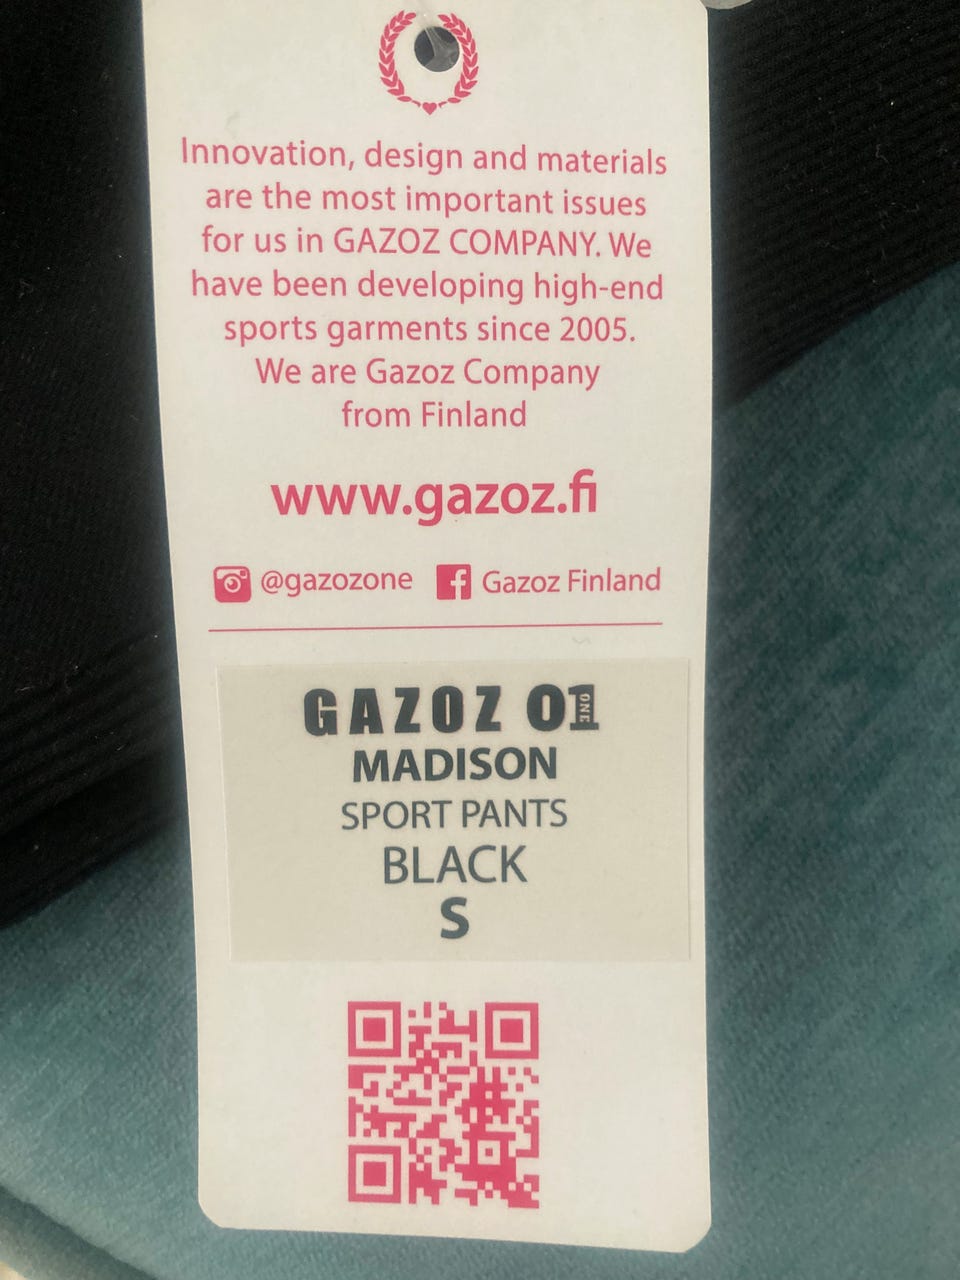 Innovation, design and materials
are the most important issues
for us in GAZOZ COMPANY. We
have been developing high-end
sports garments since 2005.
We are Gazoz Company
from Finland
www.gazoz.fi
@gazozone Gazoz Finland
GAZOZ 01 ONE
MADISON
SPORT PANTS
BLACK
S